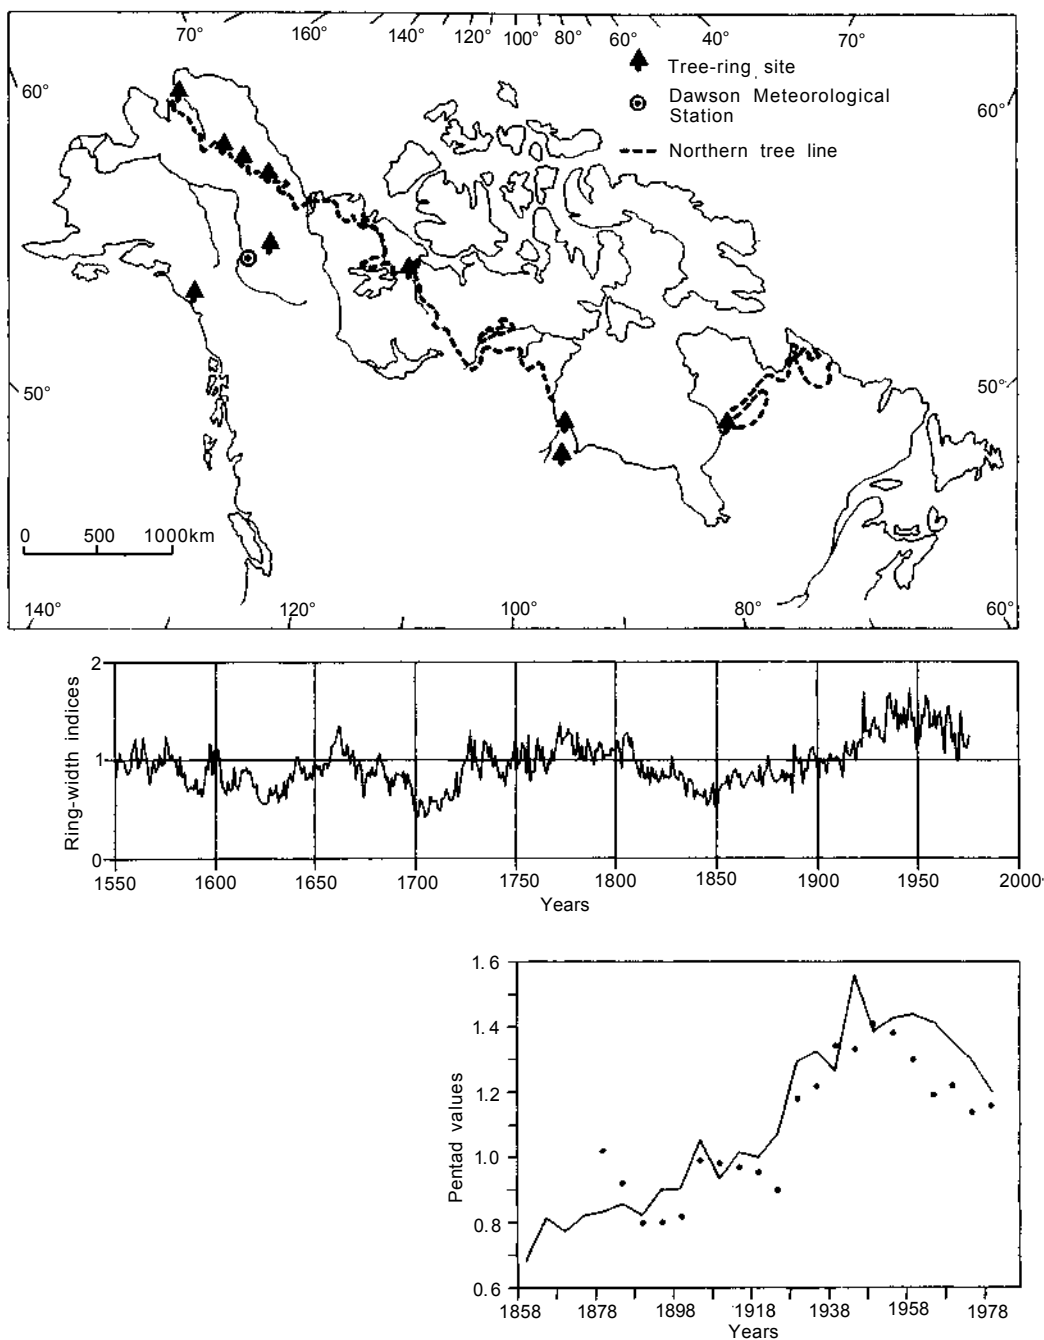 70° 160° 140° 120° 100° 80° 60° 40° 70°
Tree-ring site
60° Dawson Meteorological 60°
Station
Northern tree line
50° 50°
0 500 1000km
140° 120° 100° 80° 60°
Ring-width indices
2
1
0
1550 1600 1650 1700 1750 1800 1850 1900 1950 2000
Years
Pentad values
1.6
1.4
1.2
1.0
0.8
0.6
1858 1878 1898 1918 1938 1958 1978
Years